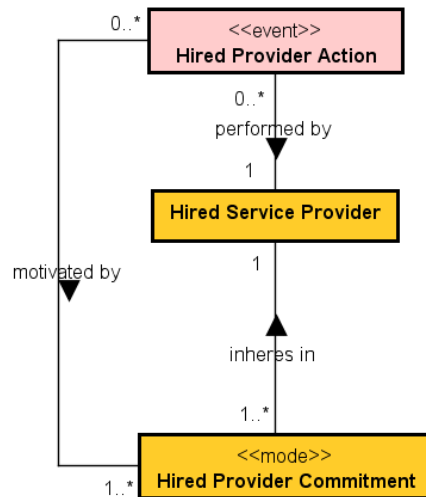 <<event>>
Hired Provider Action
0..*
0..*
performed by
1
Hired Service Provider
1
motivated by
inheres in
1..*
<<mode>>
Hired Provider Commitment
1..*